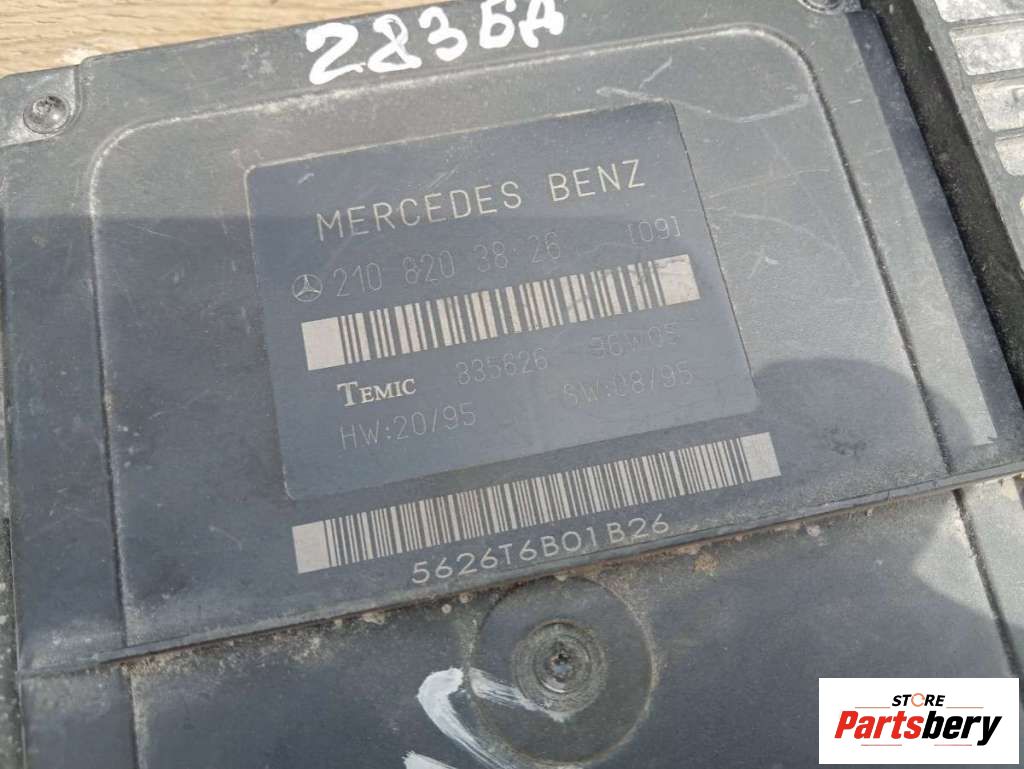 283БА
MERCEDES BENZ
210 820 38 26 [09]
TEMIC 335626 96W05
HW:20/95 SW:08/95
5626T6B01B26
STORE
Partsbery